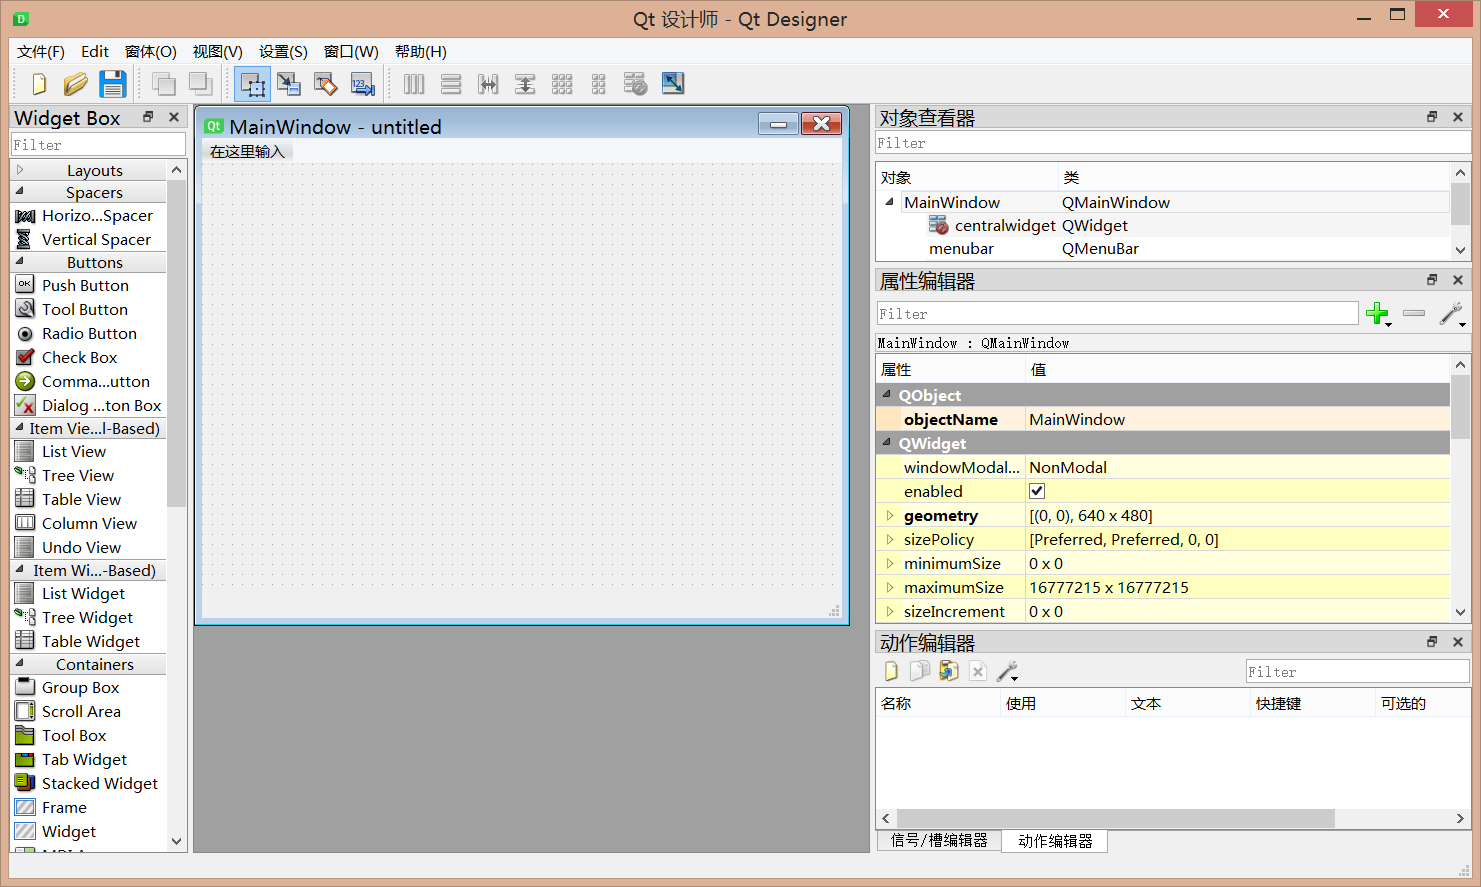 Qt 设计师 - Qt Designer
文件(F) Edit 窗体(O) 视图(V) 设置(S) 窗口(W) 帮助(H)
Widget Box
Filter
Layouts
Spacers
Horizo...Spacer
Vertical Spacer
Buttons
OK Push Button
Tool Button
Radio Button
Check Box
Comma...utton
Dialog ...ton Box
Item Vie...l-Based)
List View
Tree View
Table View
Column View
Undo View
Item Wi...-Based)
List Widget
Tree Widget
Table Widget
Containers
Group Box
Scroll Area
Tool Box
Tab Widget
Stacked Widget
Frame
Widget
Qt MainWindow - untitled
在这里输入
对象查看器
Filter
对象 类
MainWindow QMainWindow
centralwidget QWidget
menubar QMenuBar
属性编辑器
Filter
MainWindow : QMainWindow
属性 值
QObject
objectName MainWindow
QWidget
windowModal... NonModal
enabled
geometry [(0, 0), 640 x 480]
sizePolicy [Preferred, Preferred, 0, 0]
minimumSize 0 x 0
maximumSize 16777215 x 16777215
sizeIncrement 0 x 0
动作编辑器
Filter
名称 使用 文本 快捷键 可选的
信号/槽编辑器 动作编辑器